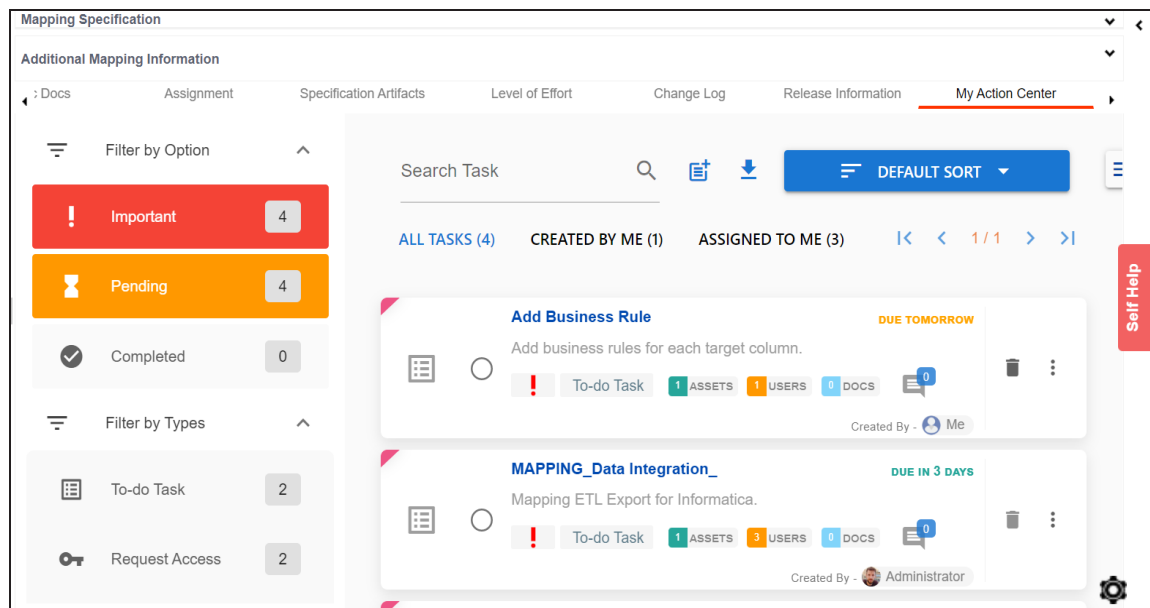 Mapping Specification
Additional Mapping Information
Docs Assignment Specification Artifacts Level of Effort Change Log Release Information My Action Center
Filter by Option
Important 4
Pending 4
Completed 0
Filter by Types
To-do Task 2
Request Access 2
Search Task
DEFAULT SORT
ALL TASKS (4) CREATED BY ME (1) ASSIGNED TO ME (3) 1 / 1
Add Business Rule DUE TOMORROW
Add business rules for each target column.
! To-do Task 1 ASSETS 1 USERS 0 DOCS 0
Created By - Me
MAPPING_Data Integration_ DUE IN 3 DAYS
Mapping ETL Export for Informatica.
! To-do Task 1 ASSETS 3 USERS 0 DOCS 0
Created By - Administrator
Self Help